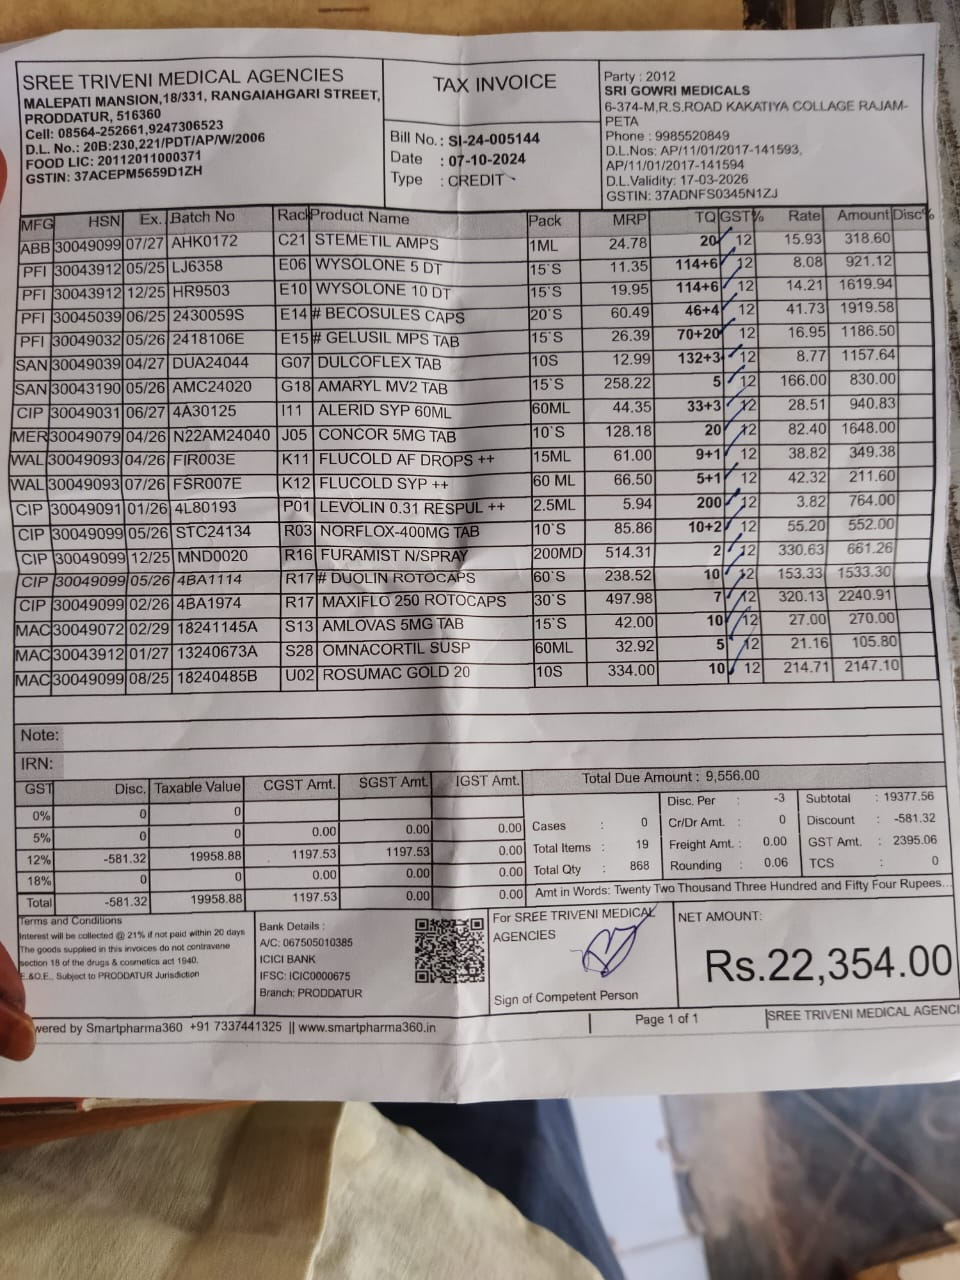 SREE TRIVENI MEDICAL AGENCIES
MALEPATI MANSION,18/331, RANGAIAHGARI STREET,
PRODDATUR, 516360
Cell: 08564-252661,9247306523
D.L. No.: 20B:230,221/PDT/AP/W/2006
FOOD LIC: 20112011000371
GSTIN: 37ACEPM5659D1ZH
TAX INVOICE
Bill No. : SI-24-005144
Date : 07-10-2024
Type : CREDIT
Party : 2012
SRI GOWRI MEDICALS
6-374-M,R.S.ROAD KAKATIYA COLLAGE RAJAM-
PETA
Phone : 9985520849
D.L.Nos: AP/11/01/2017-141593,
AP/11/01/2017-141594
D.L.Validity: 17-03-2026
GSTIN: 37ADNFS0345N1ZJ
MFG HSN Ex. Batch No Rack Product Name Pack MRP TQ GST% Rate Amount Disc%
ABB 30049099 07/27 AHK0172 C21 STEMETIL AMPS 1ML 24.78 20 12 15.93 318.60
PFI 30043912 05/25 LJ6358 E06 WYSOLONE 5 DT 15`S 11.35 114+6 12 8.08 921.12
PFI 30043912 12/25 HR9503 E10 WYSOLONE 10 DT 15`S 19.95 114+6 12 14.21 1619.94
PFI 30045039 06/25 2430059S E14 # BECOSULES CAPS 20`S 60.49 46+4 12 41.73 1919.58
PFI 30049032 05/26 2418106E E15 # GELUSIL MPS TAB 15`S 26.39 70+20 12 16.95 1186.50
SAN 30049039 04/27 DUA24044 G07 DULCOFLEX TAB 10S 12.99 132+3 12 8.77 1157.64
SAN 30043190 05/26 AMC24020 G18 AMARYL MV2 TAB 15`S 258.22 5 12 166.00 830.00
CIP 30049031 06/27 4A30125 I11 ALERID SYP 60ML 60ML 44.35 33+3 12 28.51 940.83
MER 30049079 04/26 N22AM24040 J05 CONCOR 5MG TAB 10`S 128.18 20 12 82.40 1648.00
WAL 30049093 04/26 FIR003E K11 FLUCOLD AF DROPS ++ 15ML 61.00 9+1 12 38.82 349.38
WAL 30049093 07/26 FSR007E K12 FLUCOLD SYP ++ 60 ML 66.50 5+1 12 42.32 211.60
CIP 30049091 01/26 4L80193 P01 LEVOLIN 0.31 RESPUL ++ 2.5ML 5.94 200 12 3.82 764.00
CIP 30049099 05/26 STC24134 R03 NORFLOX-400MG TAB 10`S 85.86 10+2 12 55.20 552.00
CIP 30049099 12/25 MND0020 R16 FURAMIST N/SPRAY 200MD 514.31 2 12 330.63 661.26
CIP 30049099 05/26 4BA1114 R17 # DUOLIN ROTOCAPS 60`S 238.52 10 12 153.33 1533.30
CIP 30049099 02/26 4BA1974 R17 MAXIFLO 250 ROTOCAPS 30`S 497.98 7 12 320.13 2240.91
MAC 30049072 02/29 18241145A S13 AMLOVAS 5MG TAB 15`S 42.00 10 12 27.00 270.00
MAC 30043912 01/27 13240673A S28 OMNACORTIL SUSP 60ML 32.92 5 12 21.16 105.80
MAC 30049099 08/25 18240485B U02 ROSUMAC GOLD 20 10S 334.00 10 12 214.71 2147.10
Note:
IRN:
GST Disc. Taxable Value CGST Amt. SGST Amt. IGST Amt.
0% 0 0
5% 0 0 0.00 0.00 0.00
12% -581.32 19958.88 1197.53 1197.53 0.00
18% 0 0 0.00 0.00 0.00
Total -581.32 19958.88 1197.53 0.00 0.00
Total Due Amount : 9,556.00
Cases : 0
Total Items : 19
Total Qty : 868
Disc. Per : -3
Cr/Dr Amt. : 0
Freight Amt. : 0.00
Rounding : 0.06
Subtotal : 19377.56
Discount : -581.32
GST Amt. : 2395.06
TCS : 0
Amt in Words: Twenty Two Thousand Three Hundred and Fifty Four Rupees...
Terms and Conditions
Interest will be collected @ 21% if not paid within 20 days
The goods supplied in this invoices do not contravene
section 18 of the drugs & cosmetics act 1940.
E.&O.E., Subject to PRODDATUR Jurisdiction
Bank Details :
A/C: 067505010385
ICICI BANK
IFSC: ICIC0000675
Branch: PRODDATUR
For SREE TRIVENI MEDICAL
AGENCIES
Sign of Competent Person
NET AMOUNT:
Rs.22,354.00
wered by Smartpharma360 +91 7337441325 || www.smartpharma360.in
Page 1 of 1
SREE TRIVENI MEDICAL AGENCI